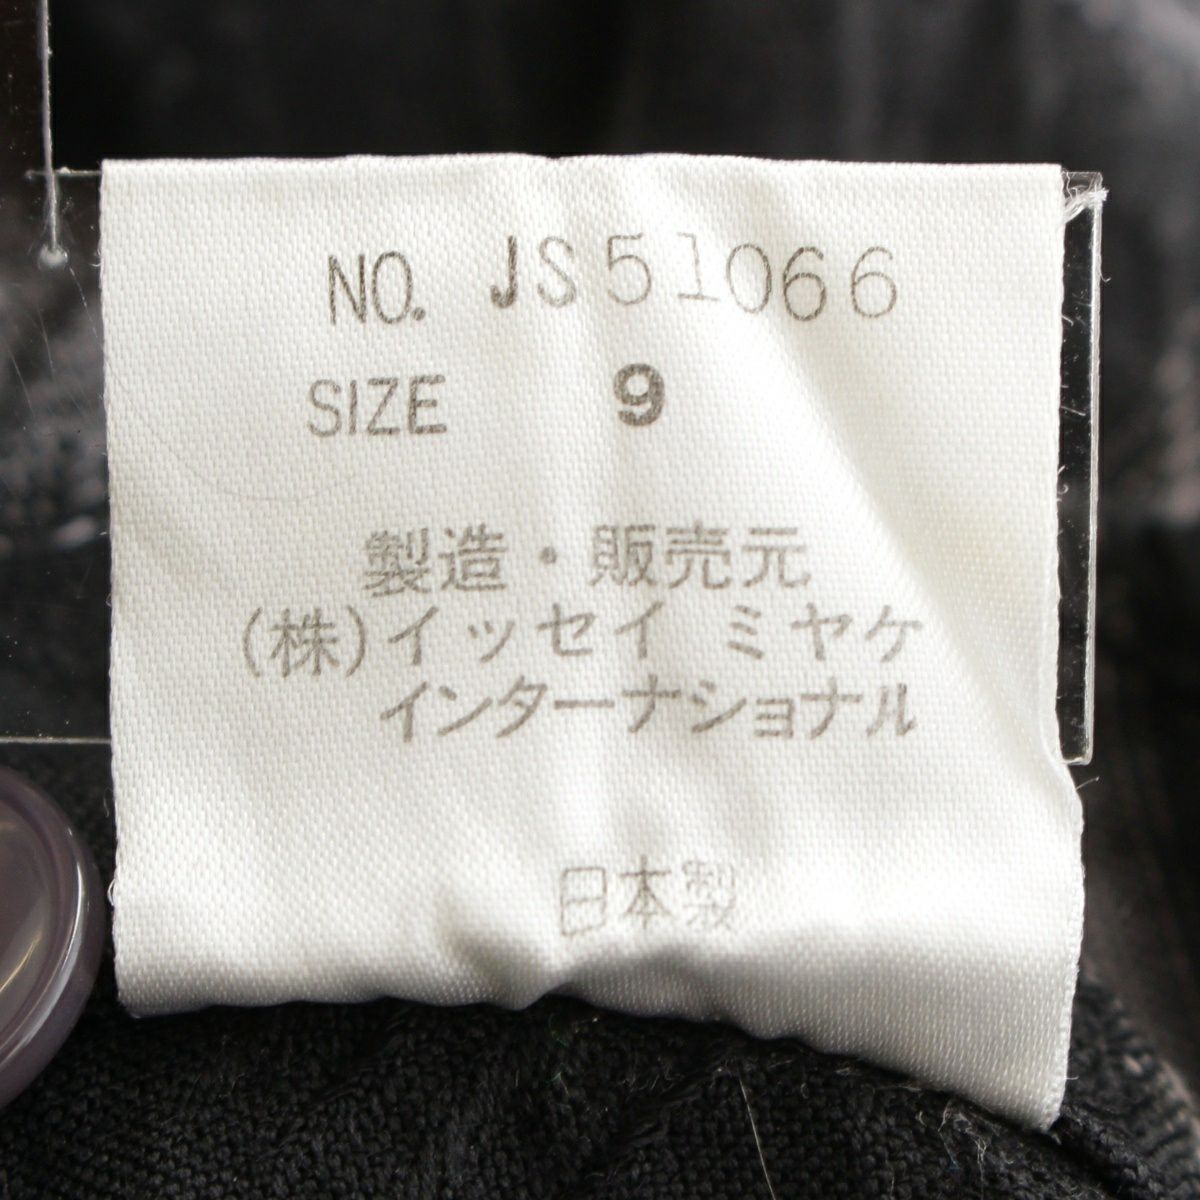 NO. JS51066
SIZE 9
製造・販売元
(株)イッセイ ミヤケ
インターナショナル
日本製